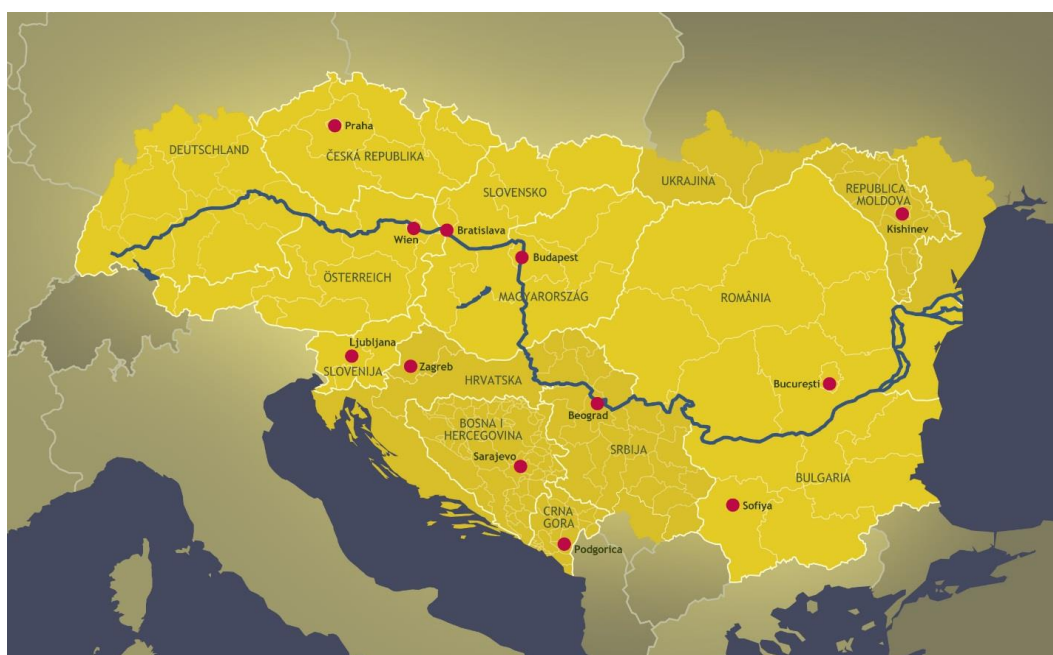 Praha
DEUTSCHLAND
ČESKÁ REPUBLIKA
SLOVENSKO
UKRAJINA
REPUBLICA
MOLDOVA
Kishinev
Wien
Bratislava
Budapest
ÖSTERREICH
MAGYARORSZÁG
ROMÂNIA
Ljubljana
SLOVENIJA
Zagreb
HRVATSKA
București
Beograd
BOSNA I
HERCEGOVINA
SRBIJA
Sarajevo
BULGARIA
Sofiya
CRNA
GORA
Podgorica